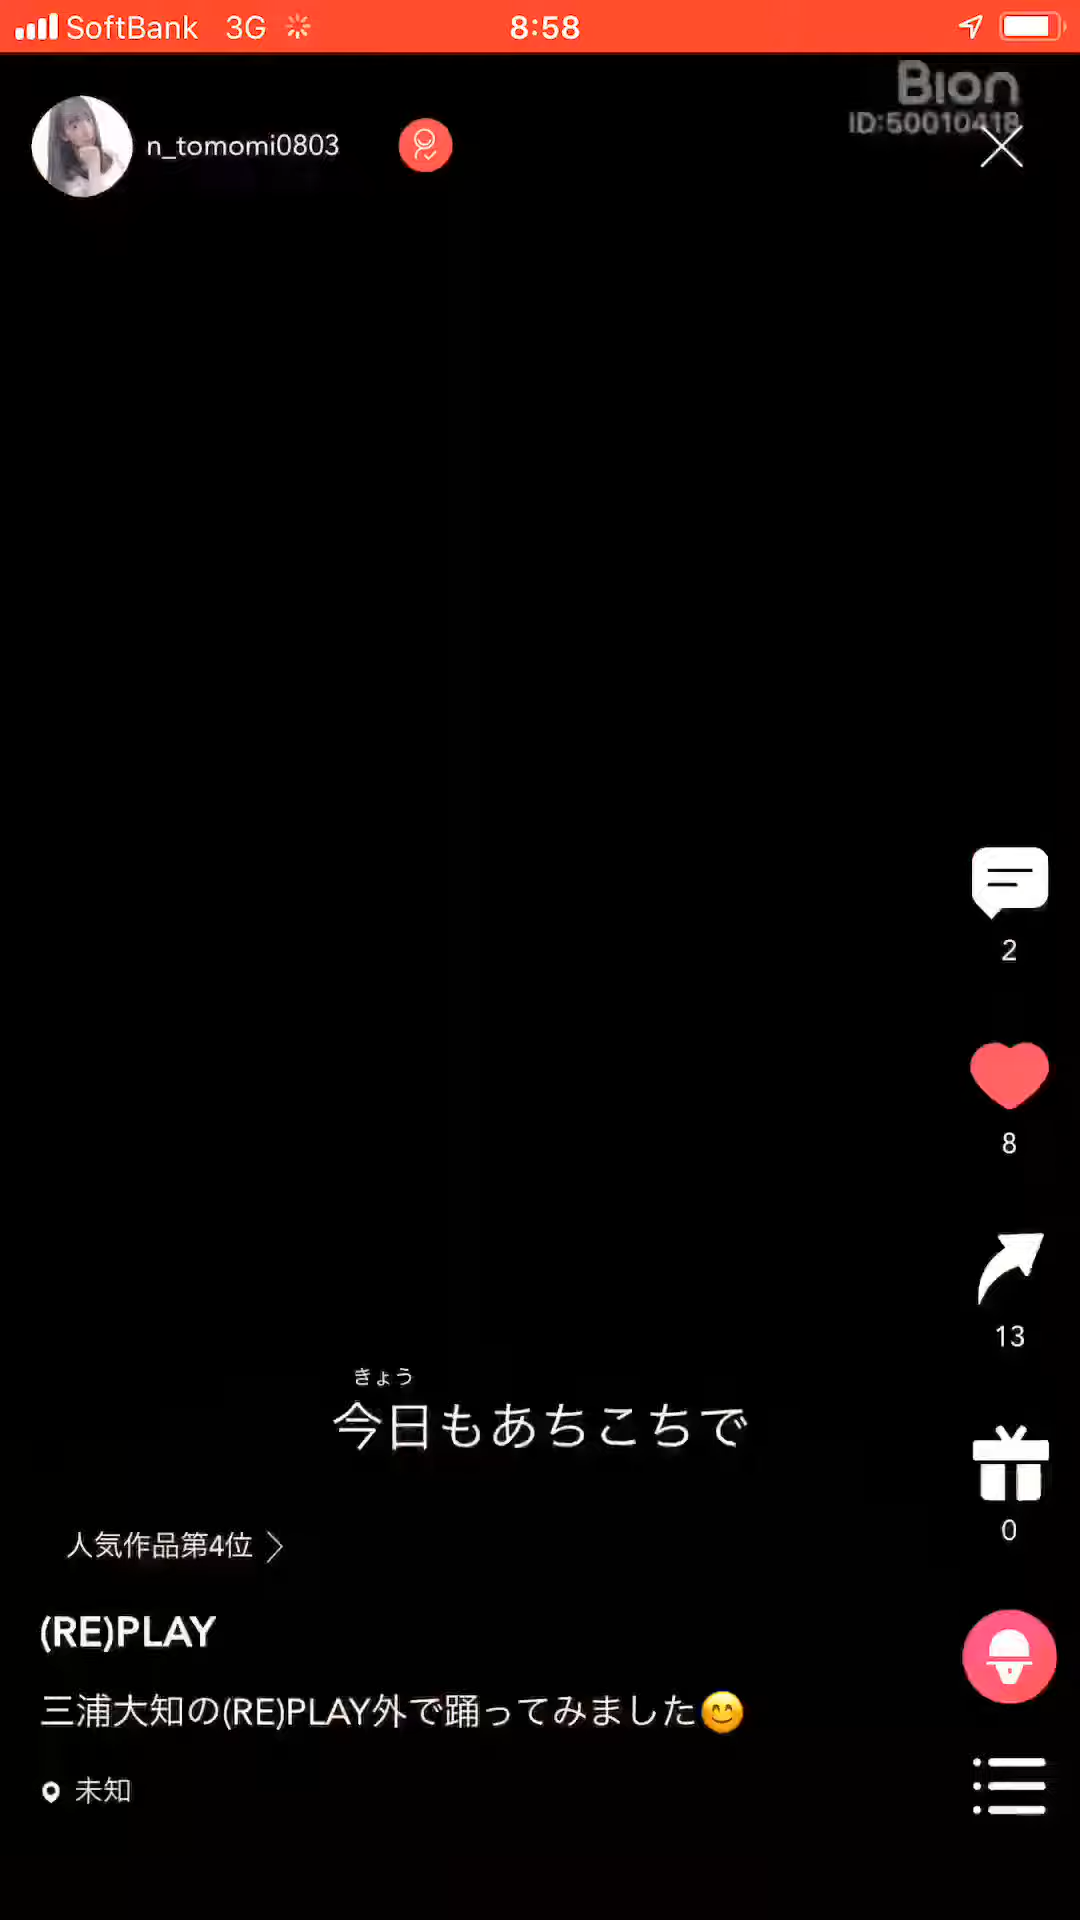 SoftBank 3G 8:58
Bion
ID:50010418
n_tomomi0803
2
8
13
0
きょう
今日もあちこちで
人気作品第4位
(RE)PLAY
三浦大知の(RE)PLAY外で踊ってみました😊
未知